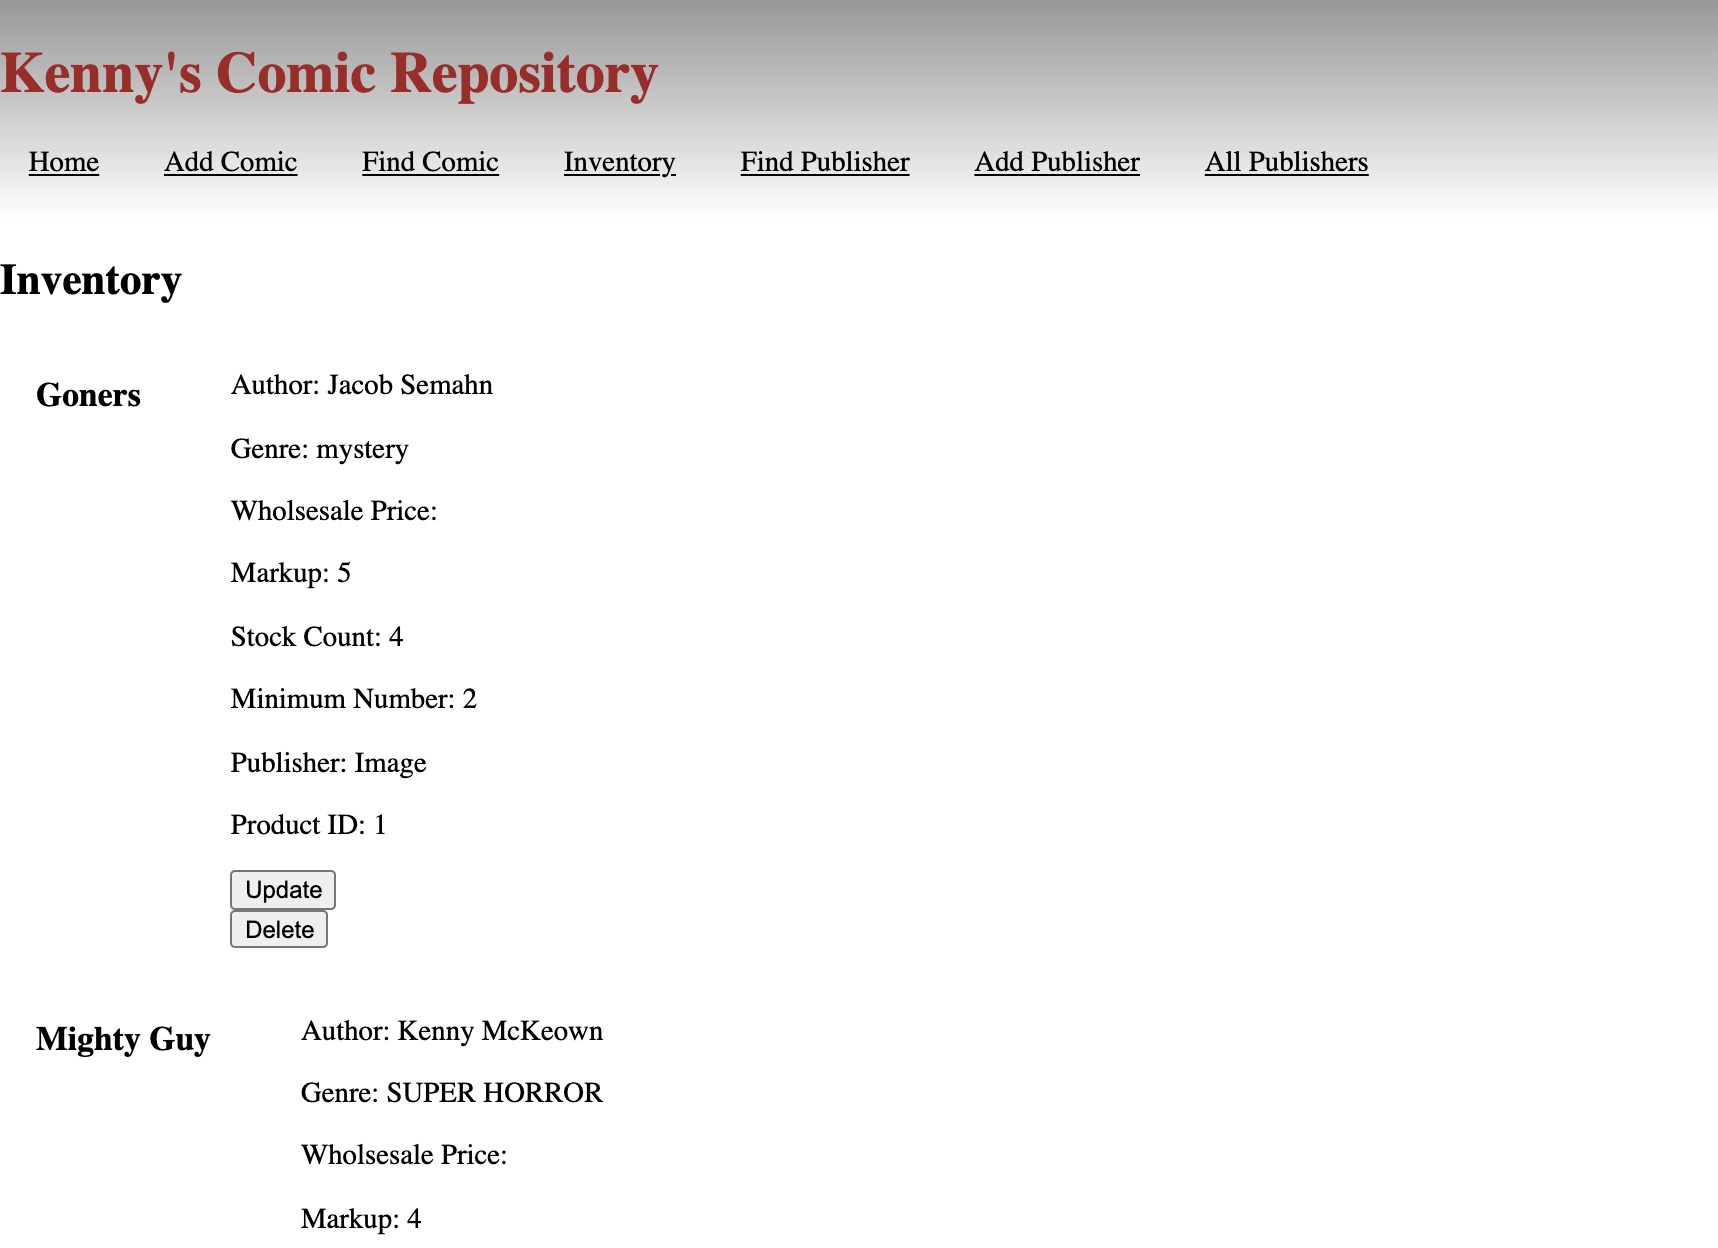 Kenny's Comic Repository
Home Add Comic Find Comic Inventory Find Publisher Add Publisher All Publishers
Inventory
Goners
Author: Jacob Semahn
Genre: mystery
Wholsesale Price:
Markup: 5
Stock Count: 4
Minimum Number: 2
Publisher: Image
Product ID: 1
Update
Delete
Mighty Guy
Author: Kenny McKeown
Genre: SUPER HORROR
Wholsesale Price:
Markup: 4